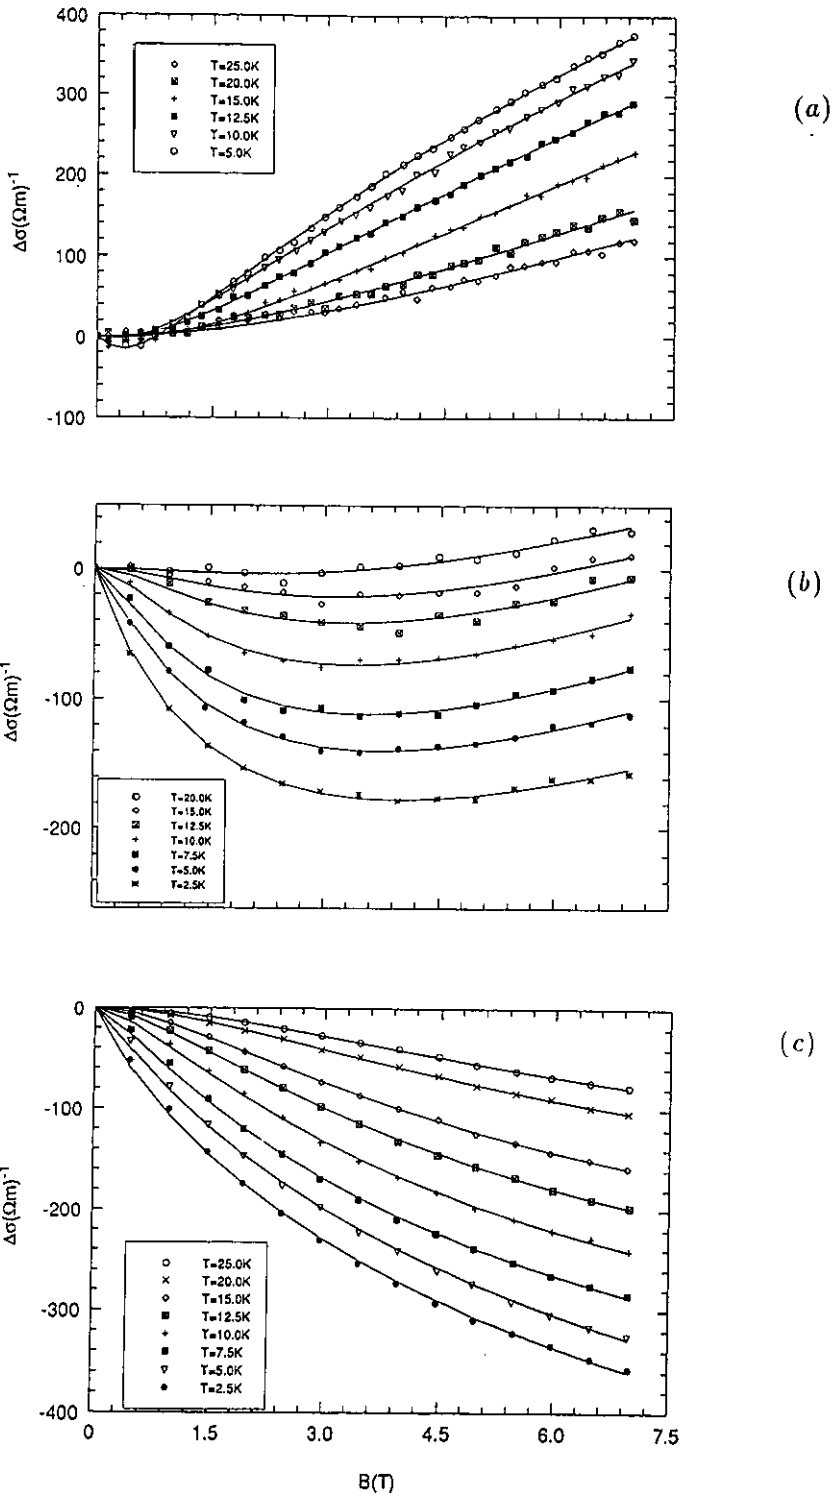 400
300
200
100
0
-100
Δσ(Ωm)⁻¹
T=25.0K
T=20.0K
T=15.0K
T=12.5K
T=10.0K
T=5.0K
(a)
0
-100
-200
Δσ(Ωm)⁻¹
T=20.0K
T=15.0K
T=12.5K
T=10.0K
T=7.5K
T=5.0K
T=2.5K
(b)
0
-100
-200
-300
-400
Δσ(Ωm)⁻¹
T=25.0K
T=20.0K
T=15.0K
T=12.5K
T=10.0K
T=7.5K
T=5.0K
T=2.5K
(c)
0 1.5 3.0 4.5 6.0 7.5
B(T)